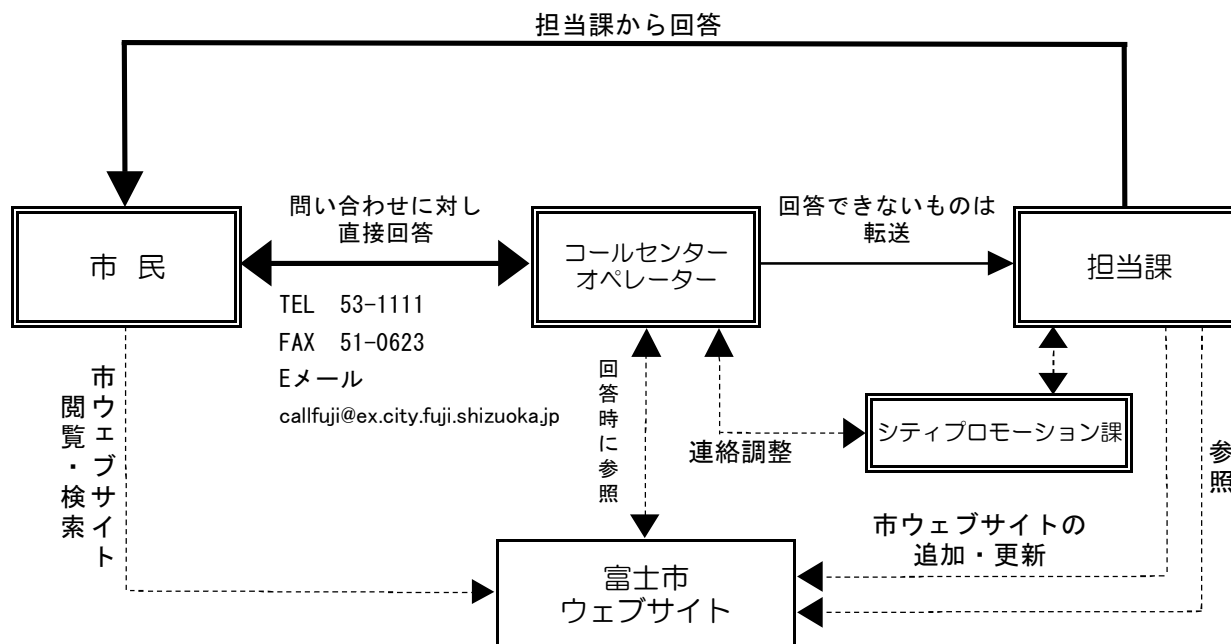 担当課から回答
市 民
問い合わせに対し
直接回答
コールセンター
オペレーター
回答できないものは
転送
担当課
TEL 53-1111
FAX 51-0623
Eメール
callfuji@ex.city.fuji.shizuoka.jp
市ウェブサイト
閲覧・検索
回答時に参照
連絡調整
シティプロモーション課
参照
市ウェブサイトの
追加・更新
富士市
ウェブサイト